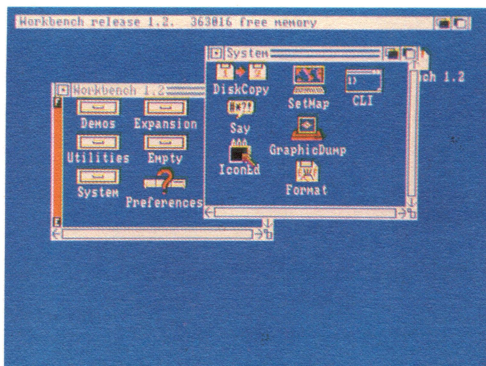 Workbench release 1.2. 363016 free memory
System
DiskCopy
SetMap
CLI
Say
GraphicDump
IconEd
Format
Workbench 1.2
Demos
Expansion
Utilities
Empty
System
Preferences
ch 1.2